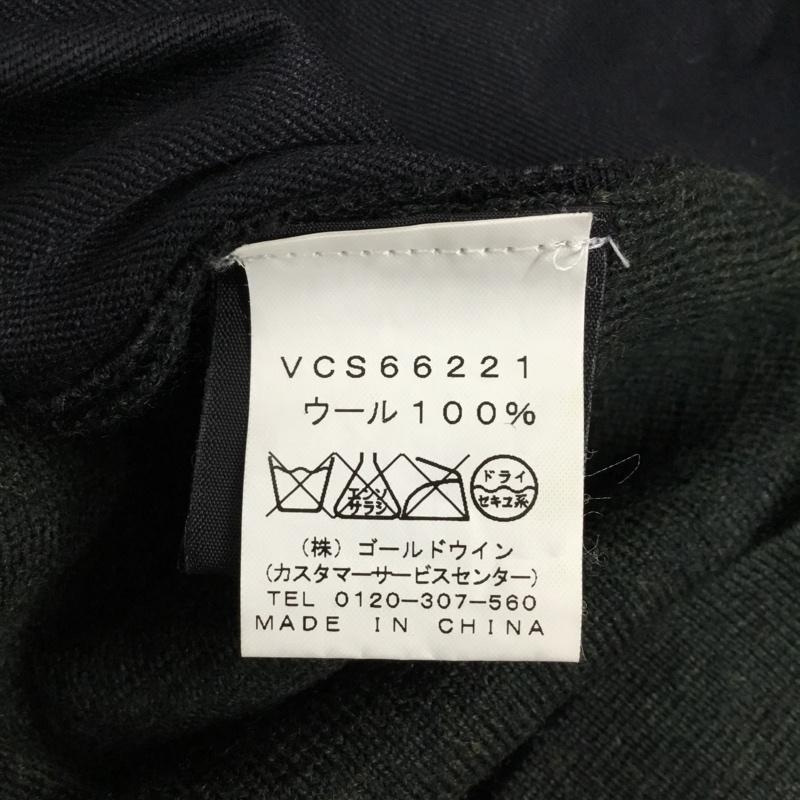 VCS66221
ウール100%
エンソ
サラシ
ドライ
セキユ系
(株) ゴールドウイン
(カスタマーサービスセンター)
TEL 0120-307-560
MADE IN CHINA